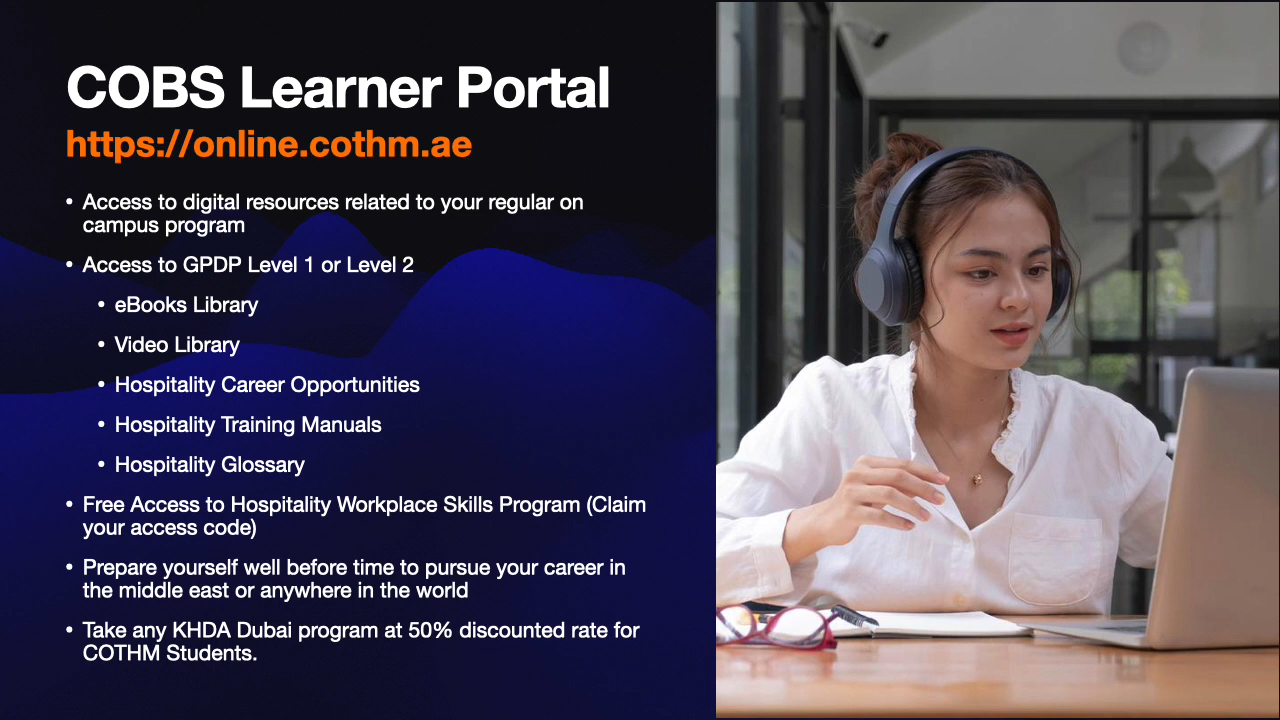 COBS Learner Portal
https://online.cothm.ae
• Access to digital resources related to your regular on
campus program
• Access to GPDP Level 1 or Level 2
• eBooks Library
• Video Library
• Hospitality Career Opportunities
• Hospitality Training Manuals
• Hospitality Glossary
• Free Access to Hospitality Workplace Skills Program (Claim
your access code)
• Prepare yourself well before time to pursue your career in
the middle east or anywhere in the world
• Take any KHDA Dubai program at 50% discounted rate for
COTHM Students.